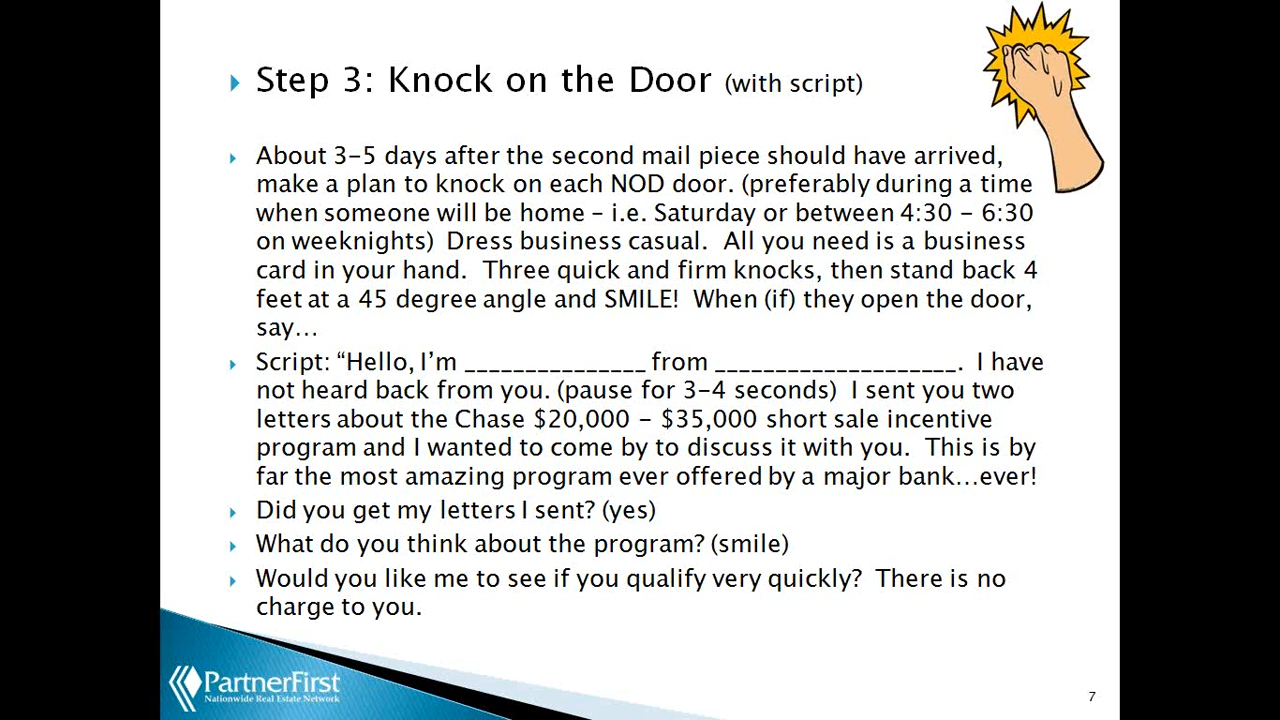 Step 3: Knock on the Door (with script)
About 3-5 days after the second mail piece should have arrived,
make a plan to knock on each NOD door. (preferably during a time
when someone will be home – i.e. Saturday or between 4:30 – 6:30
on weeknights)  Dress business casual.  All you need is a business
card in your hand.  Three quick and firm knocks, then stand back 4
feet at a 45 degree angle and SMILE!  When (if) they open the door,
say…
Script: “Hello, I’m _______________ from ____________________.  I have
not heard back from you. (pause for 3-4 seconds)  I sent you two
letters about the Chase $20,000 – $35,000 short sale incentive
program and I wanted to come by to discuss it with you.  This is by
far the most amazing program ever offered by a major bank…ever!
Did you get my letters I sent? (yes)
What do you think about the program? (smile)
Would you like me to see if you qualify very quickly?  There is no
charge to you.
PartnerFirst
Nationwide Real Estate Network
7